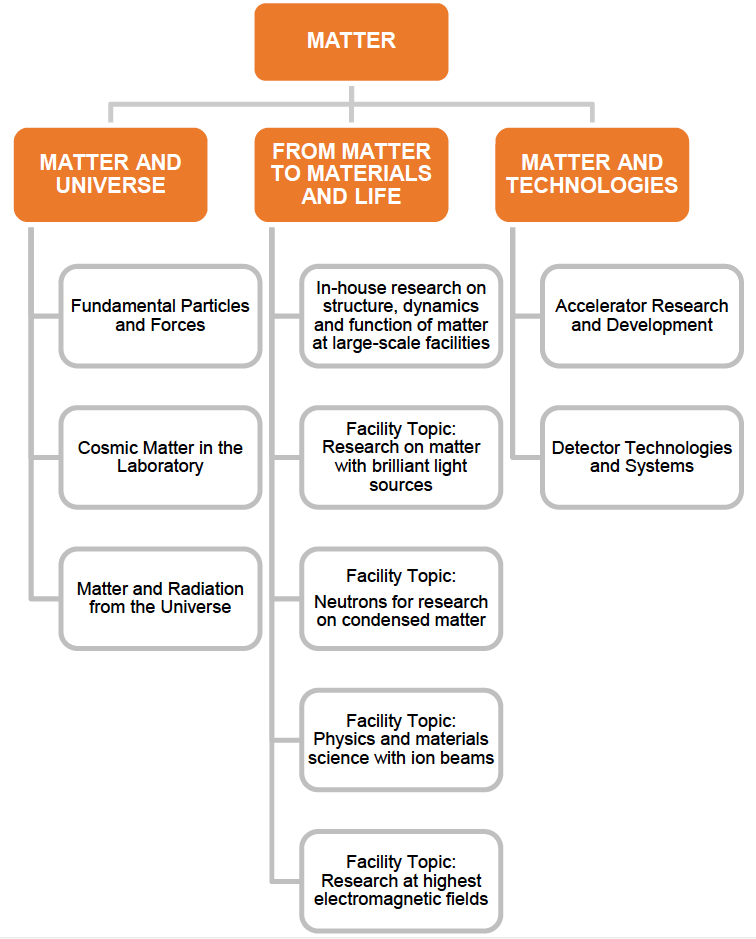 MATTER
MATTER AND
UNIVERSE
FROM MATTER
TO MATERIALS
AND LIFE
MATTER AND
TECHNOLOGIES
Fundamental Particles
and Forces
Cosmic Matter in the
Laboratory
Matter and Radiation
from the Universe
In-house research on
structure, dynamics
and function of matter
at large-scale facilities
Facility Topic:
Research on matter
with brilliant light
sources
Facility Topic:
Neutrons for research
on condensed matter
Facility Topic:
Physics and materials
science with ion beams
Facility Topic:
Research at highest
electromagnetic fields
Accelerator Research
and Development
Detector Technologies
and Systems